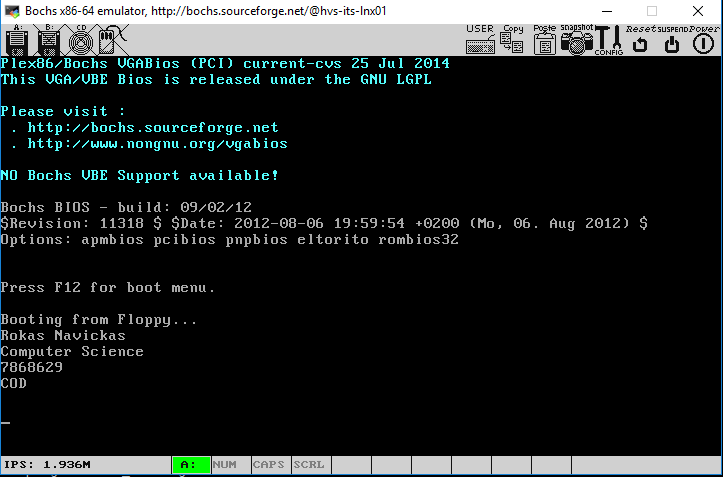 Bochs x86-64 emulator, http://bochs.sourceforge.net/@hvs-its-lnx01
A: B: CD USER Copy Paste snapshot CONFIG Reset SUSPEND Power
Plex86/Bochs VGABios (PCI) current-cvs 25 Jul 2014
This VGA/VBE Bios is released under the GNU LGPL
Please visit :
. http://bochs.sourceforge.net
. http://www.nongnu.org/vgabios
NO Bochs VBE Support available!
Bochs BIOS - build: 09/02/12
$Revision: 11318 $ $Date: 2012-08-06 19:59:54 +0200 (Mo, 06. Aug 2012) $
Options: apmbios pcibios pnpbios eltorito rombios32
Press F12 for boot menu.
Booting from Floppy...
Rokas Navickas
Computer Science
7868629
COD
_
IPS: 1.936M A: NUM CAPS SCRL